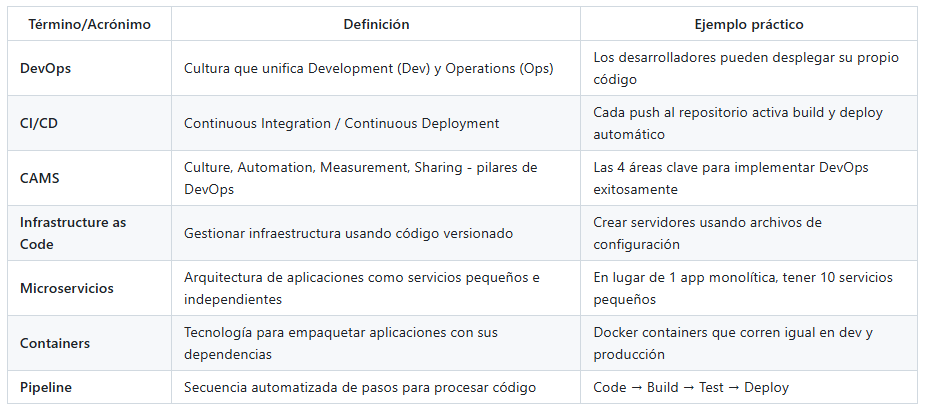 Término/Acrónimo Definición Ejemplo práctico
DevOps Cultura que unifica Development (Dev) y Operations (Ops) Los desarrolladores pueden desplegar su propio
código
CI/CD Continuous Integration / Continuous Deployment Cada push al repositorio activa build y deploy
automático
CAMS Culture, Automation, Measurement, Sharing - pilares de
DevOps Las 4 áreas clave para implementar DevOps
exitosamente
Infrastructure as
Code Gestionar infraestructura usando código versionado Crear servidores usando archivos de
configuración
Microservicios Arquitectura de aplicaciones como servicios pequeños e
independientes En lugar de 1 app monolítica, tener 10 servicios
pequeños
Containers Tecnología para empaquetar aplicaciones con sus
dependencias Docker containers que corren igual en dev y
producción
Pipeline Secuencia automatizada de pasos para procesar código Code → Build → Test → Deploy